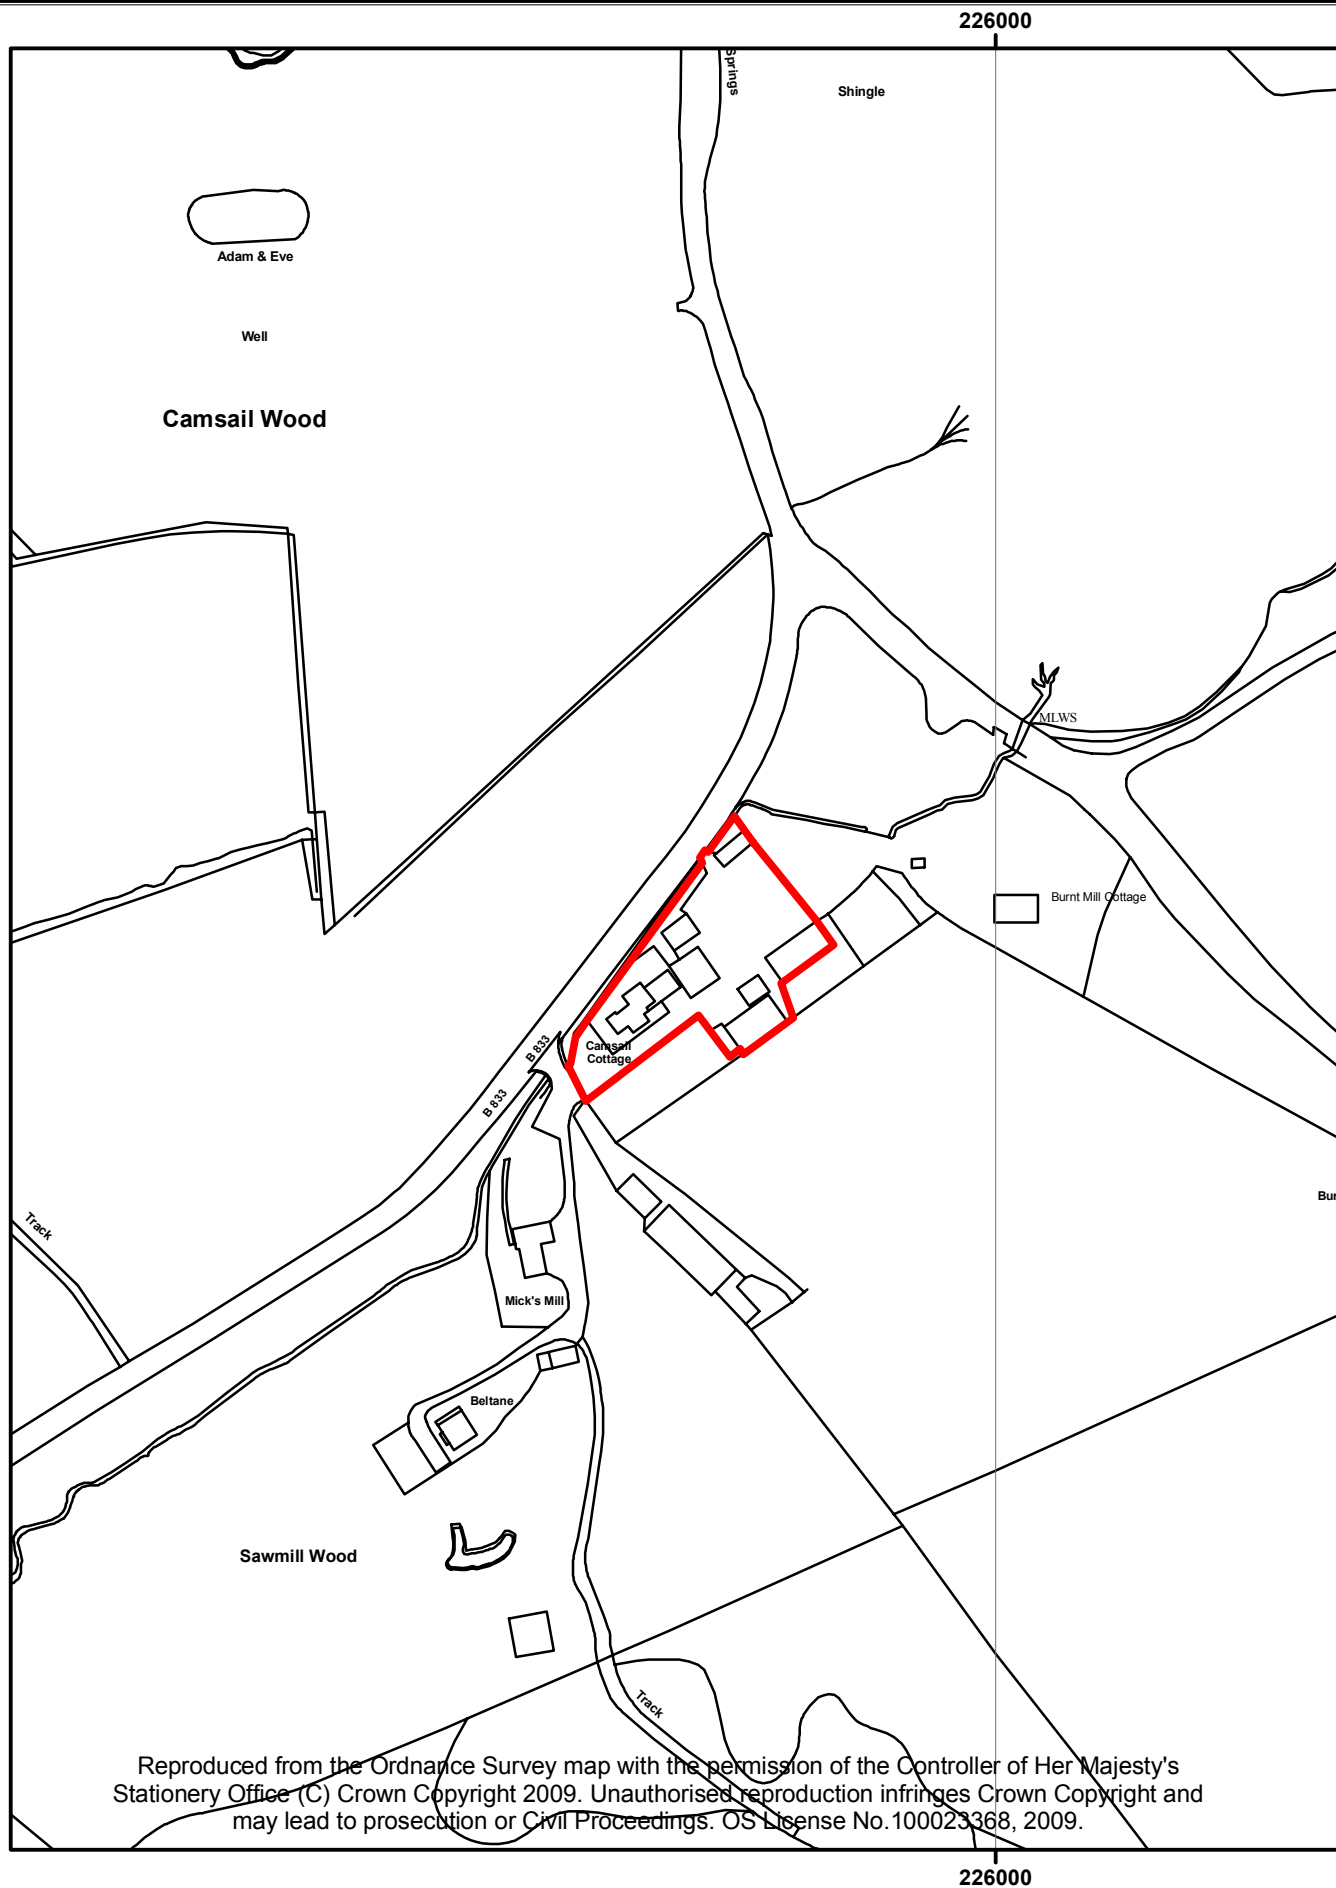 226000
Springs
Shingle
Adam & Eve
Well
Camsail Wood
MLWS
Burnt Mill Cottage
Camsail
Cottage
B 833
B 833
Track
Bur
Mick's Mill
Beltane
Sawmill Wood
Track
Reproduced from the Ordnance Survey map with the permission of the Controller of Her Majesty's
Stationery Office (C) Crown Copyright 2009. Unauthorised reproduction infringes Crown Copyright and
may lead to prosecution or Civil Proceedings. OS License No.100023368, 2009.
226000